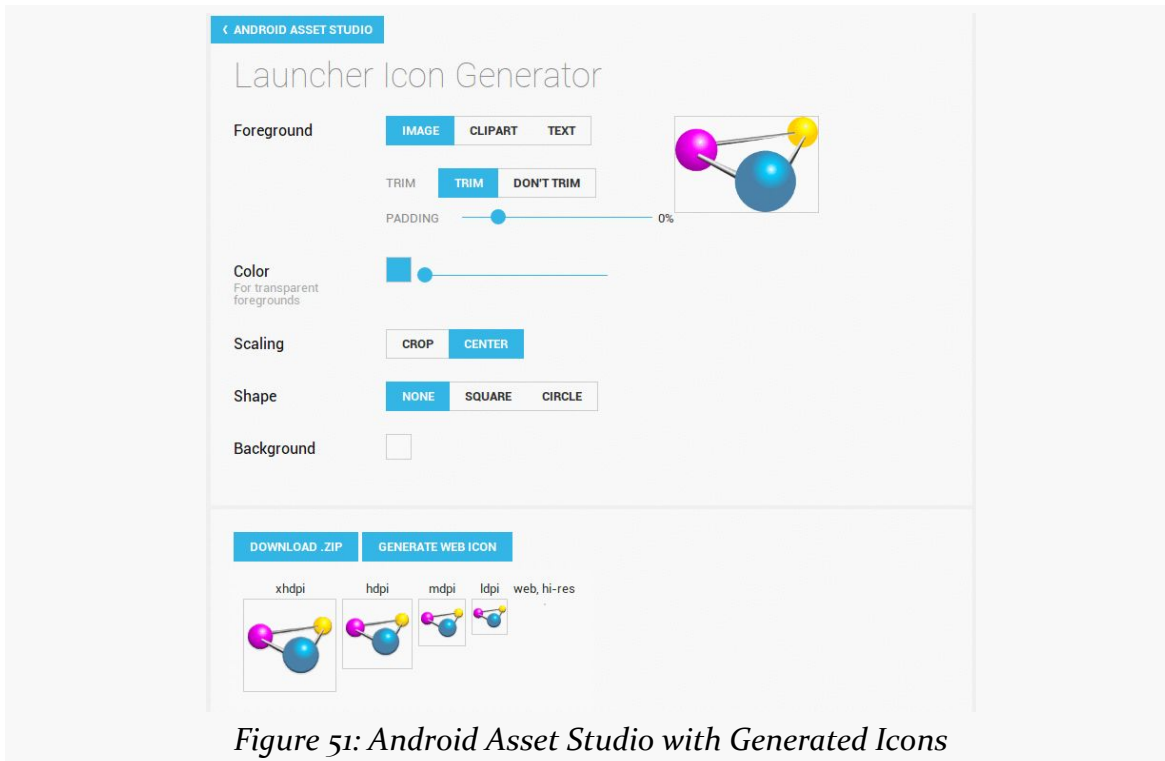 ‹ ANDROID ASSET STUDIO
Launcher Icon Generator
Foreground IMAGE CLIPART TEXT
TRIM TRIM DON'T TRIM
PADDING 0%
Color
For transparent
foregrounds
Scaling CROP CENTER
Shape NONE SQUARE CIRCLE
Background
DOWNLOAD .ZIP GENERATE WEB ICON
xhdpi hdpi mdpi ldpi web, hi-res
Figure 51: Android Asset Studio with Generated Icons